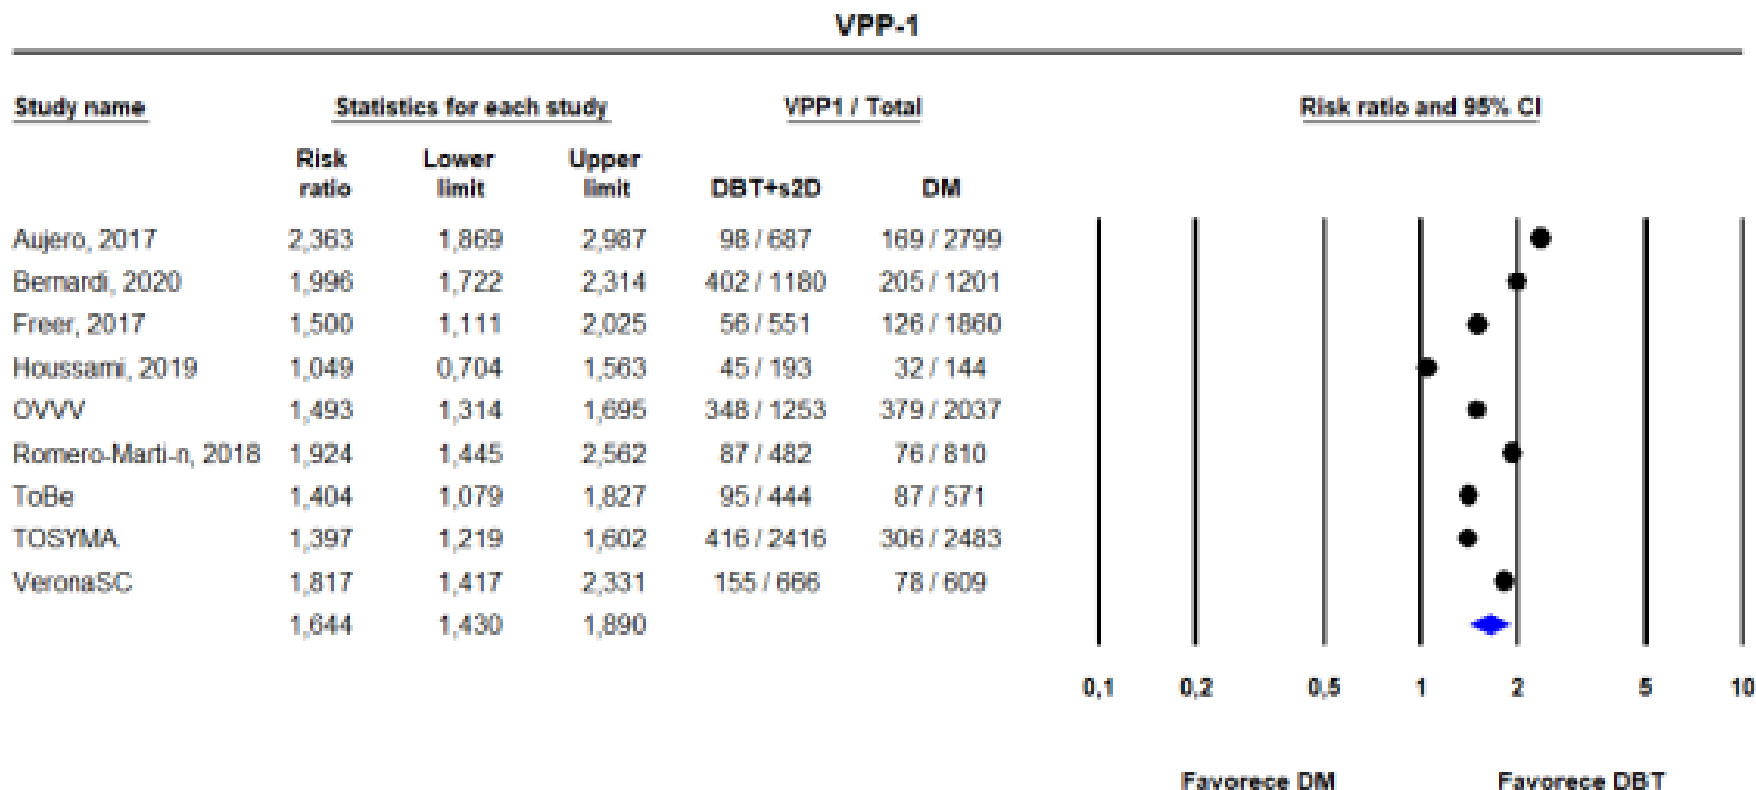 VPP-1
Study name Statistics for each study VPP1 / Total Risk ratio and 95% CI
Risk ratio Lower limit Upper limit DBT+s2D DM
Aujero, 2017 2,363 1,869 2,987 98 / 687 169 / 2799
Bernardi, 2020 1,996 1,722 2,314 402 / 1180 205 / 1201
Freer, 2017 1,500 1,111 2,025 56 / 551 126 / 1860
Houssami, 2019 1,049 0,704 1,563 45 / 193 32 / 144
OVVV 1,493 1,314 1,695 348 / 1253 379 / 2037
Romero-Marti-n, 2018 1,924 1,445 2,562 87 / 482 76 / 810
ToBe 1,404 1,079 1,827 95 / 444 87 / 571
TOSYMA 1,397 1,219 1,602 416 / 2416 306 / 2483
VeronaSC 1,817 1,417 2,331 155 / 666 78 / 609
1,644 1,430 1,890
0,1 0,2 0,5 1 2 5 10
Favorece DM Favorece DBT